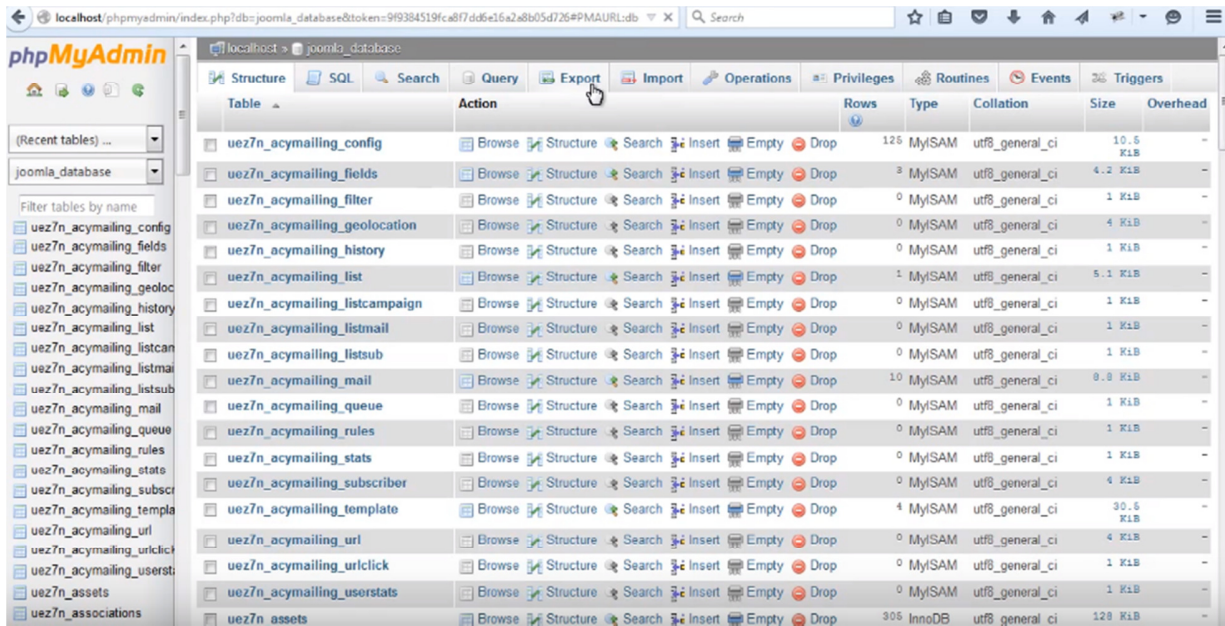 localhost/phpmyadmin/index.php?db=joomla_database&token=9f9384519fca8f7dd6e16a2a8b05d726#PMAURL:db
Search
phpMyAdmin
(Recent tables) ...
joomla_database
Filter tables by name
uez7n_acymailing_config
uez7n_acymailing_fields
uez7n_acymailing_filter
uez7n_acymailing_geoloc
uez7n_acymailing_history
uez7n_acymailing_list
uez7n_acymailing_listcam
uez7n_acymailing_listmai
uez7n_acymailing_listsub
uez7n_acymailing_mail
uez7n_acymailing_queue
uez7n_acymailing_rules
uez7n_acymailing_stats
uez7n_acymailing_subscr
uez7n_acymailing_templa
uez7n_acymailing_url
uez7n_acymailing_urlclick
uez7n_acymailing_usersta
uez7n_assets
uez7n_associations
localhost » joomla_database
Structure SQL Search Query Export Import Operations Privileges Routines Events Triggers
Table Action Rows Type Collation Size Overhead
uez7n_acymailing_config Browse Structure Search Insert Empty Drop 125 MyISAM utf8_general_ci 10.5 KiB -
uez7n_acymailing_fields Browse Structure Search Insert Empty Drop 3 MyISAM utf8_general_ci 4.2 KiB -
uez7n_acymailing_filter Browse Structure Search Insert Empty Drop 0 MyISAM utf8_general_ci 1 KiB -
uez7n_acymailing_geolocation Browse Structure Search Insert Empty Drop 0 MyISAM utf8_general_ci 4 KiB -
uez7n_acymailing_history Browse Structure Search Insert Empty Drop 0 MyISAM utf8_general_ci 1 KiB -
uez7n_acymailing_list Browse Structure Search Insert Empty Drop 1 MyISAM utf8_general_ci 5.1 KiB -
uez7n_acymailing_listcampaign Browse Structure Search Insert Empty Drop 0 MyISAM utf8_general_ci 1 KiB -
uez7n_acymailing_listmail Browse Structure Search Insert Empty Drop 0 MyISAM utf8_general_ci 1 KiB -
uez7n_acymailing_listsub Browse Structure Search Insert Empty Drop 0 MyISAM utf8_general_ci 1 KiB -
uez7n_acymailing_mail Browse Structure Search Insert Empty Drop 10 MyISAM utf8_general_ci 8.8 KiB -
uez7n_acymailing_queue Browse Structure Search Insert Empty Drop 0 MyISAM utf8_general_ci 1 KiB -
uez7n_acymailing_rules Browse Structure Search Insert Empty Drop 0 MyISAM utf8_general_ci 1 KiB -
uez7n_acymailing_stats Browse Structure Search Insert Empty Drop 0 MyISAM utf8_general_ci 1 KiB -
uez7n_acymailing_subscriber Browse Structure Search Insert Empty Drop 0 MyISAM utf8_general_ci 4 KiB -
uez7n_acymailing_template Browse Structure Search Insert Empty Drop 4 MyISAM utf8_general_ci 30.5 KiB -
uez7n_acymailing_url Browse Structure Search Insert Empty Drop 0 MyISAM utf8_general_ci 4 KiB -
uez7n_acymailing_urlclick Browse Structure Search Insert Empty Drop 0 MyISAM utf8_general_ci 1 KiB -
uez7n_acymailing_userstats Browse Structure Search Insert Empty Drop 0 MyISAM utf8_general_ci 1 KiB -
uez7n_assets Browse Structure Search Insert Empty Drop 305 InnoDB utf8_general_ci 128 KiB -